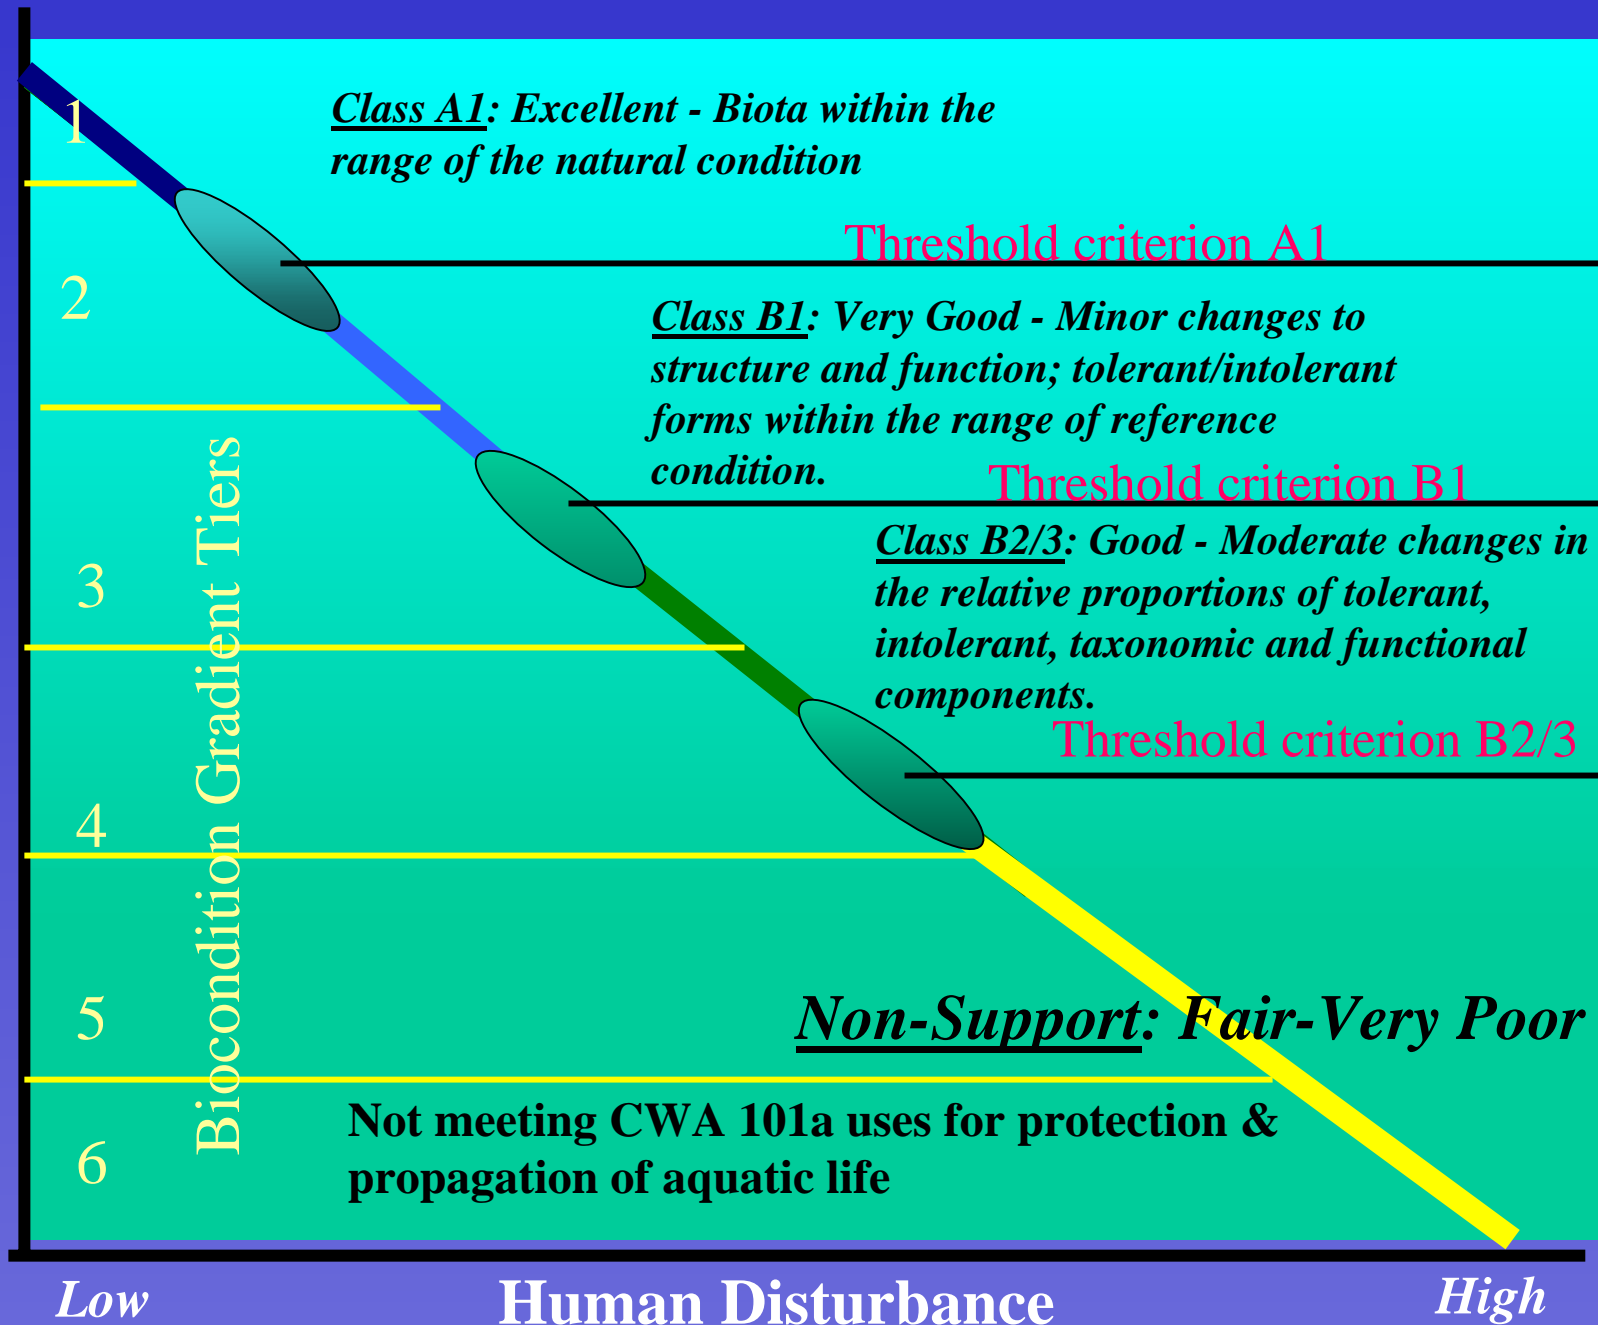 1
Class A1: Excellent - Biota within the
range of the natural condition
Threshold criterion A1
2
Class B1: Very Good - Minor changes to
structure and function; tolerant/intolerant
forms within the range of reference
condition.
Threshold criterion B1
Biocondition Gradient Tiers
Class B2/3: Good - Moderate changes in
the relative proportions of tolerant,
intolerant, taxonomic and functional
components.
3
Threshold criterion B2/3
4
5
Non-Support: Fair-Very Poor
Not meeting CWA 101a uses for protection &
propagation of aquatic life
6
Low
Human Disturbance
High